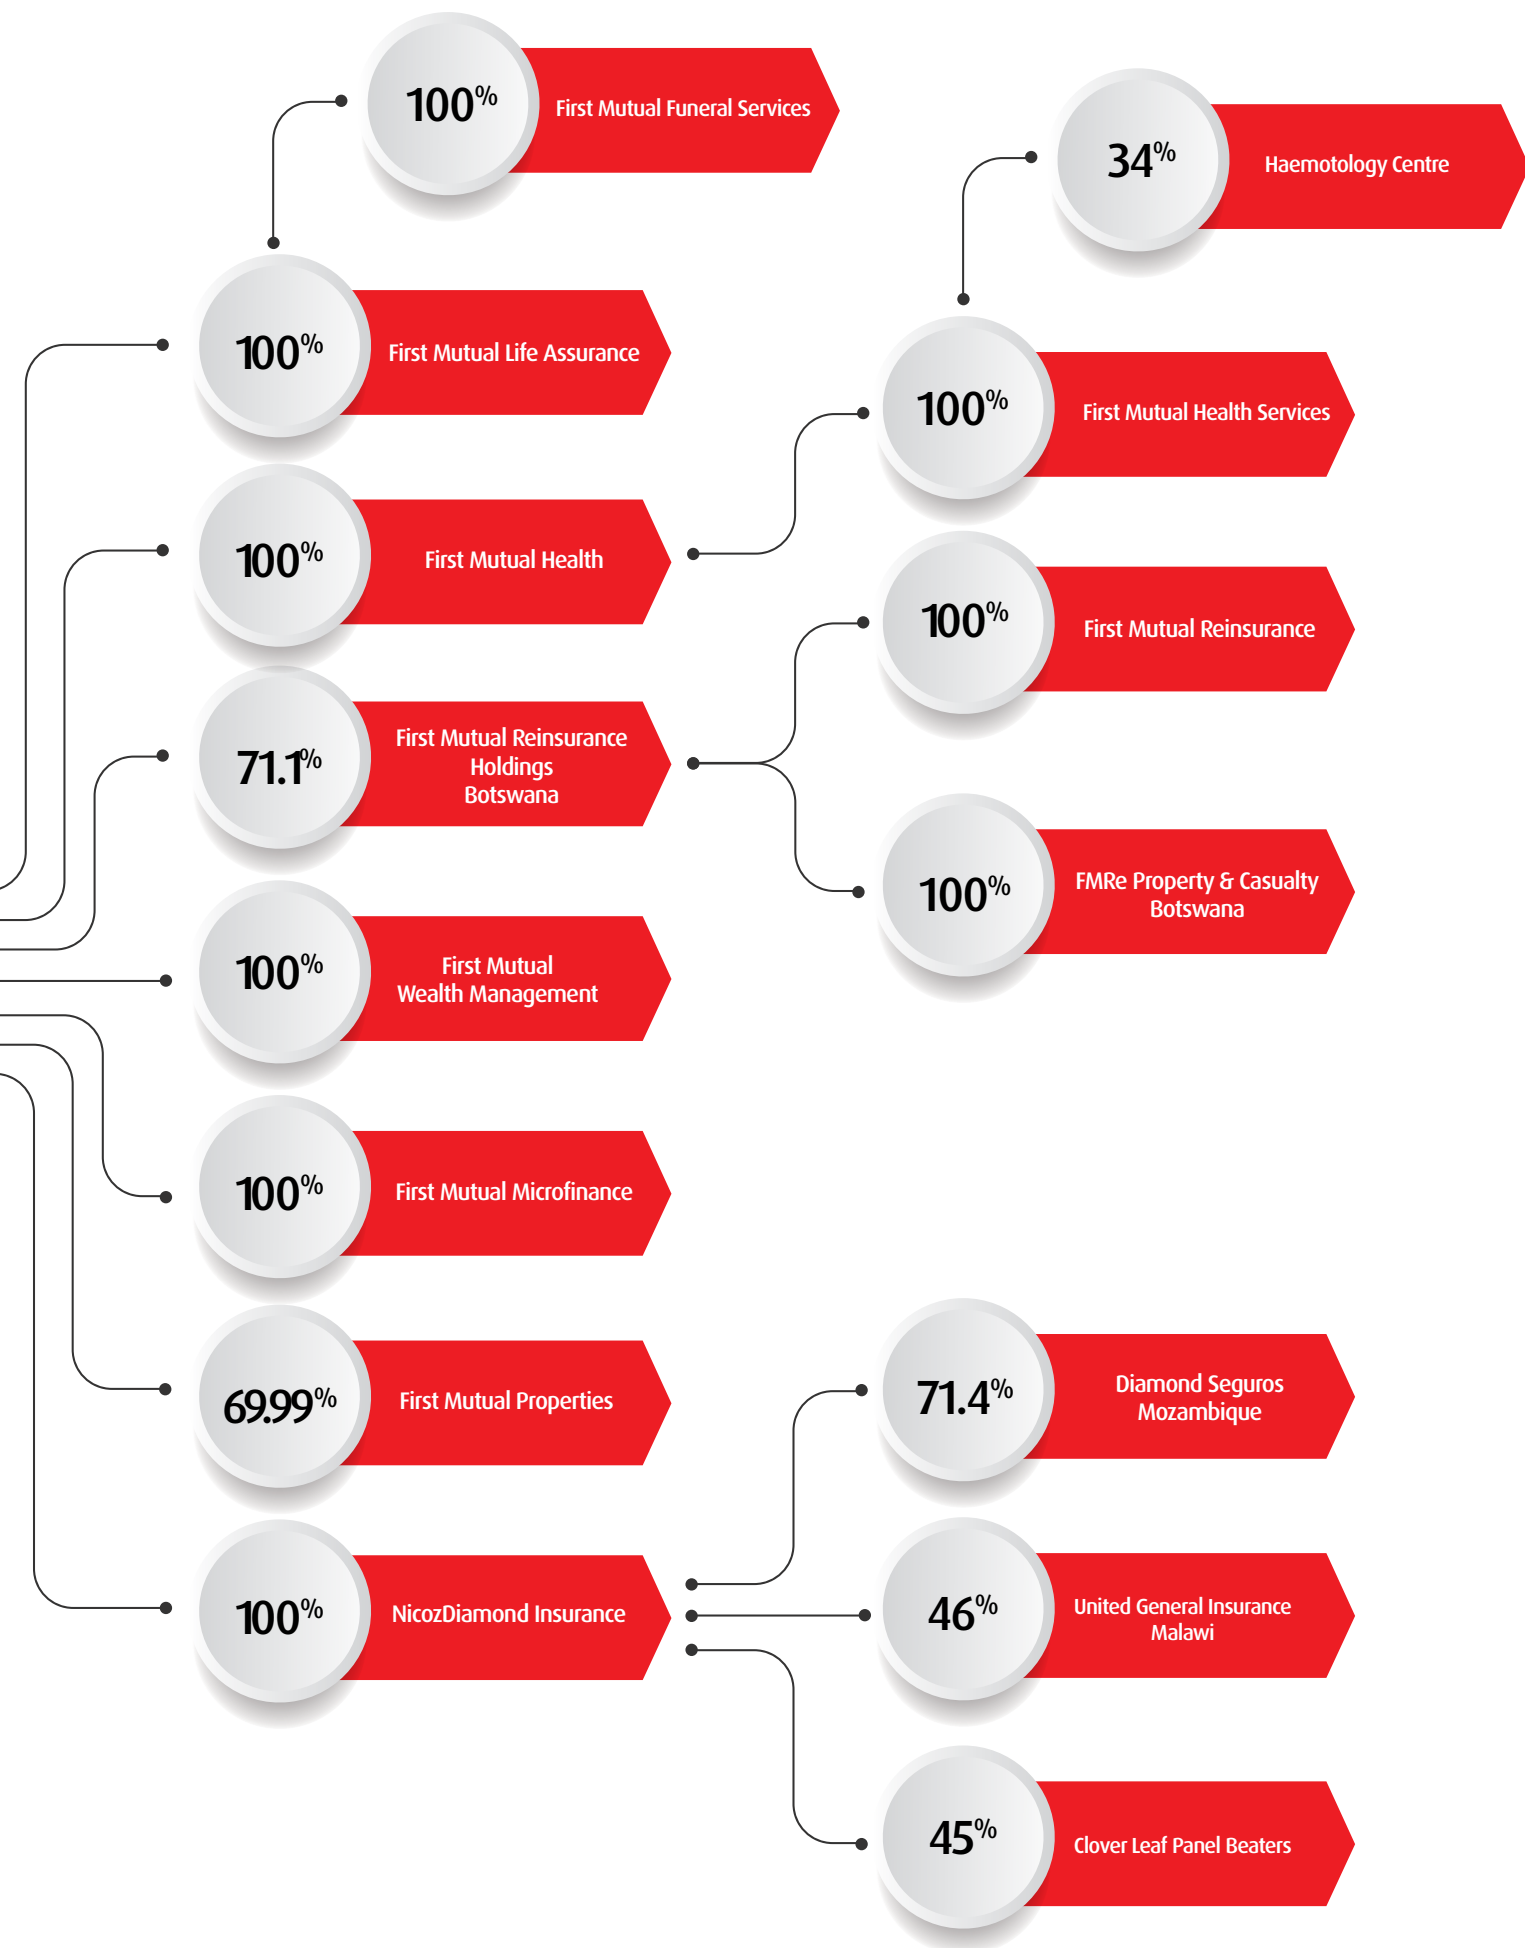 100%
First Mutual Funeral Services
34%
Haemotology Centre
100%
First Mutual Life Assurance
100%
First Mutual Health Services
100%
First Mutual Health
100%
First Mutual Reinsurance
71.1%
First Mutual Reinsurance
Holdings
Botswana
100%
FMRe Property & Casualty
Botswana
100%
First Mutual
Wealth Management
100%
First Mutual Microfinance
69.99%
First Mutual Properties
71.4%
Diamond Seguros
Mozambique
100%
NicozDiamond Insurance
46%
United General Insurance
Malawi
45%
Clover Leaf Panel Beaters